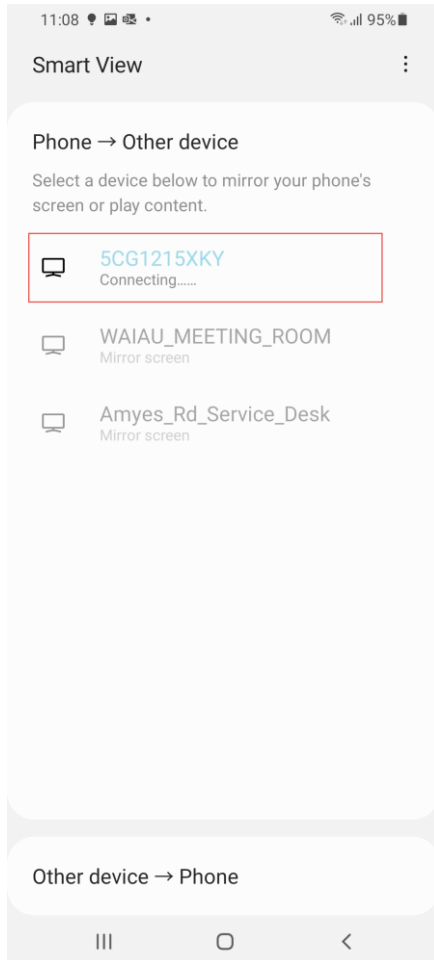 11:08 95%
Smart View
Phone → Other device
Select a device below to mirror your phone's
screen or play content.
5CG1215XKY
Connecting......
WAIAU_MEETING_ROOM
Mirror screen
Amyes_Rd_Service_Desk
Mirror screen
Other device → Phone